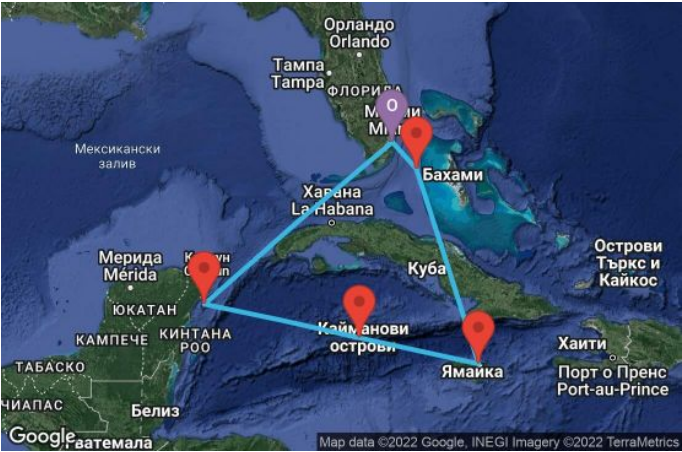 Орландо
Orlando
Тампа
Tampa
ФЛОРИДА
O
Мексикански
залив
Бахами
Хавана
La Habana
Мерида
Mérida
Куба
Острови
Търкс и
Кайкос
ЮКАТАН
КАМПЕЧЕ
КИНТАНА
РОО
Кайманови
острови
Хаити
ТАБАСКО
Ямайка
Порт о Пренс
Port-au-Prince
ЧИАПАС
Белиз
Google
Гватемала
Map data ©2022 Google, INEGI Imagery ©2022 TerraMetrics